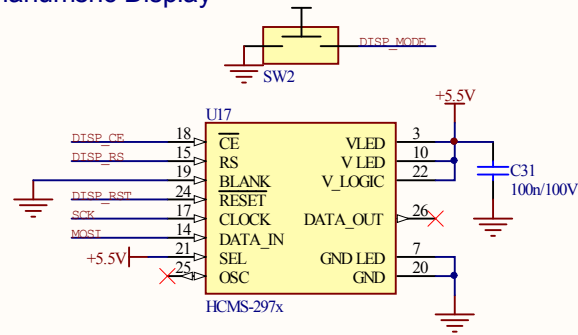 Display
DISP_MODE
SW2
+5.5V
U17
DISP_CE 18 CE VLED 3
DISP_RS 15 RS V LED 10
19 BLANK V_LOGIC 22
DISP_RST 24 RESET
SCK 17 CLOCK DATA_OUT 26
MOSI 14 DATA_IN
+5.5V 21 SEL GND LED 7
25 OSC GND 20
C31
100n/100V
HCMS-297x